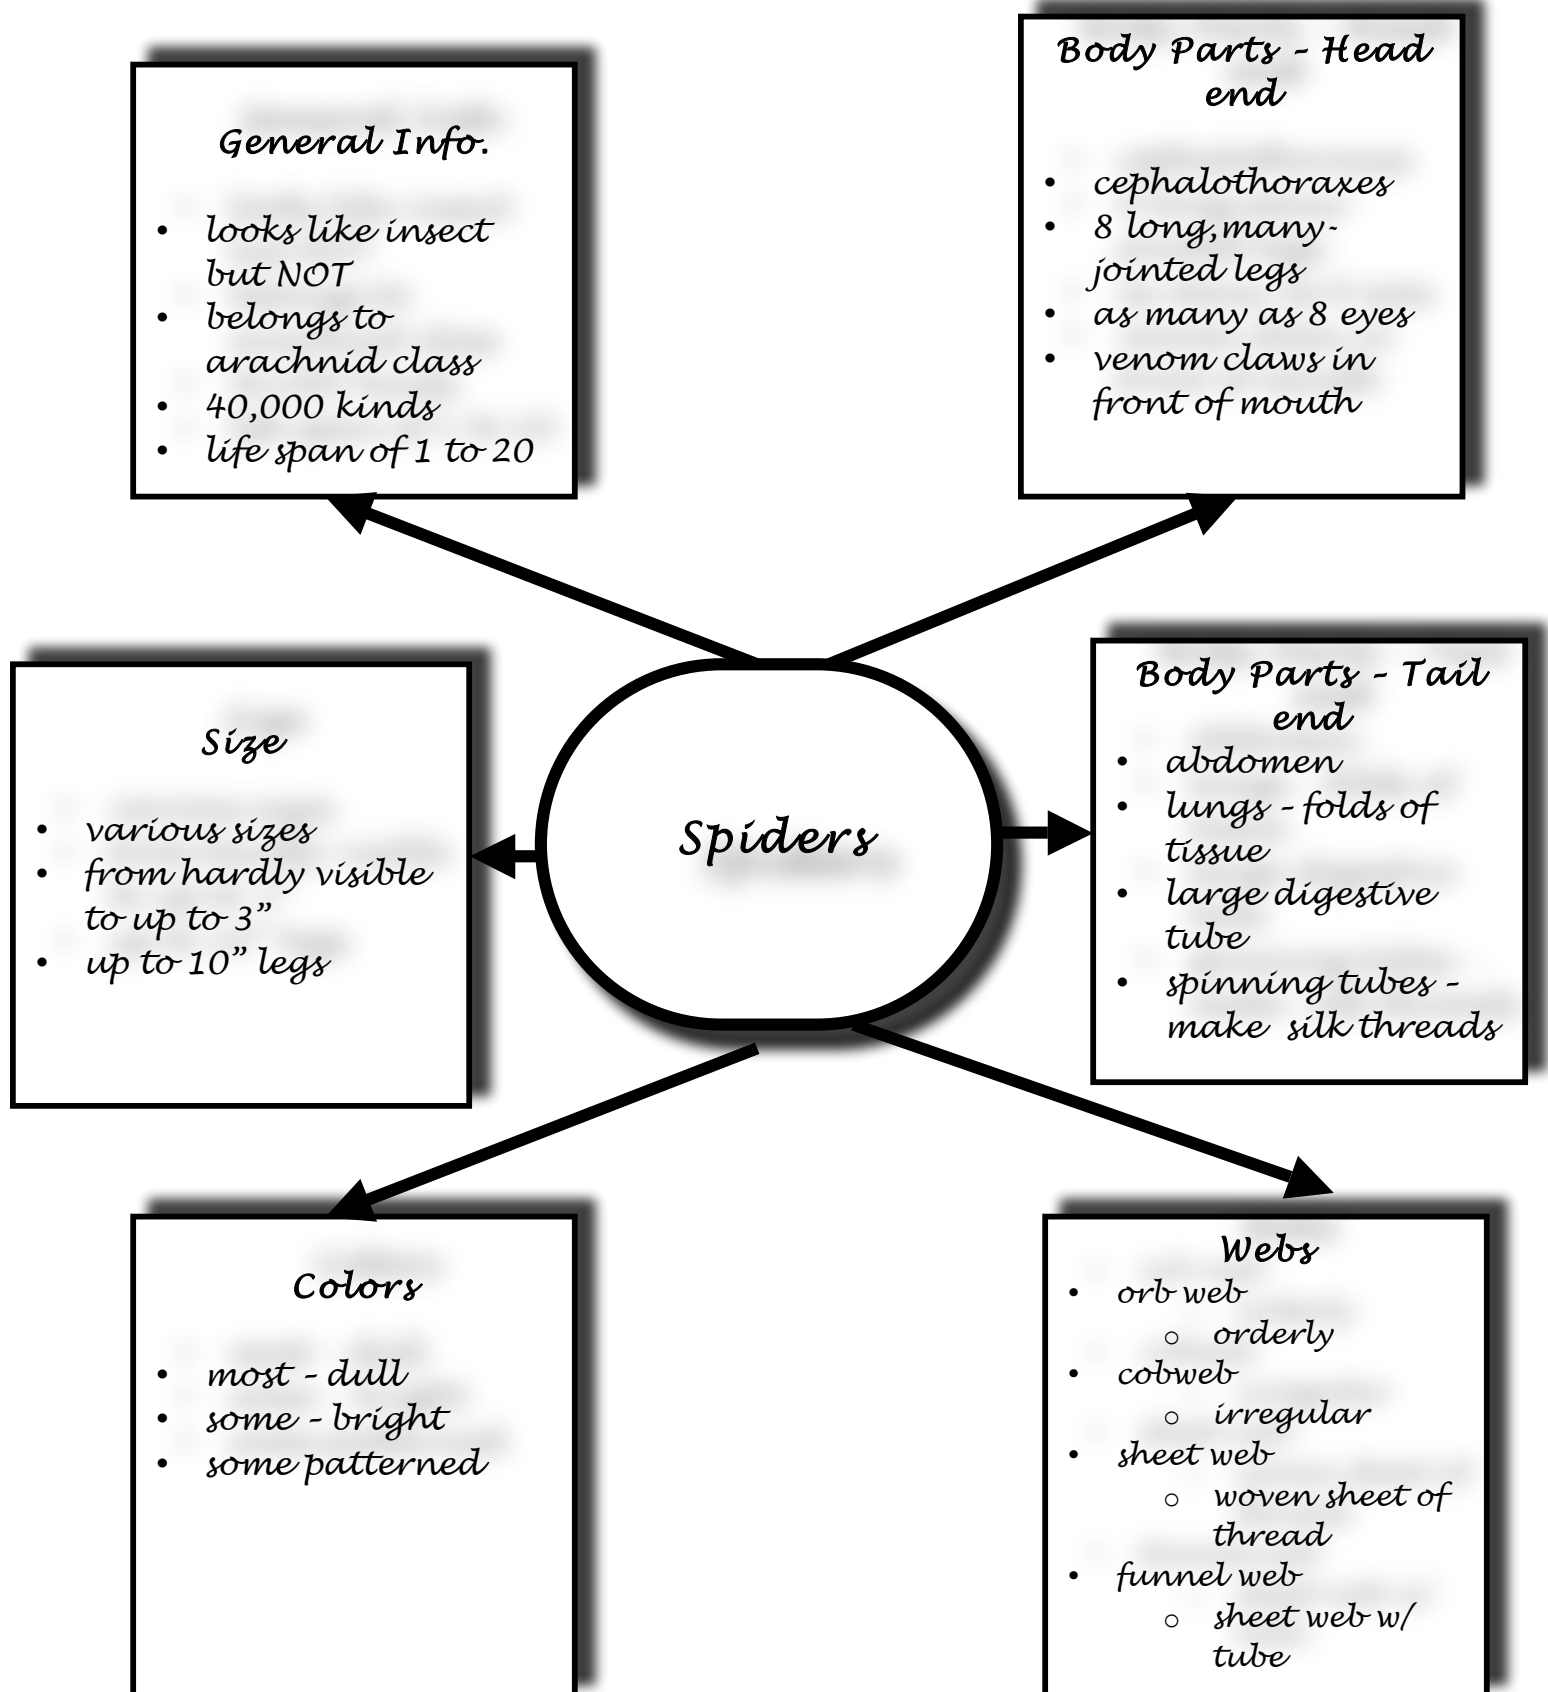 General Info.
• looks like insect
but NOT
• belongs to
arachnid class
• 40,000 kinds
• life span of 1 to 20
Body Parts – Head
end
• cephalothoraxes
• 8 long,many-
jointed legs
• as many as 8 eyes
• venom claws in
front of mouth
Size
• various sizes
• from hardly visible
to up to 3”
• up to 10” legs
Spiders
Body Parts – Tail
end
• abdomen
• lungs – folds of
tissue
• large digestive
tube
• spinning tubes –
make silk threads
Colors
• most – dull
• some – bright
• some patterned
Webs
• orb web
o orderly
• cobweb
o irregular
• sheet web
o woven sheet of
thread
• funnel web
o sheet web w/
tube